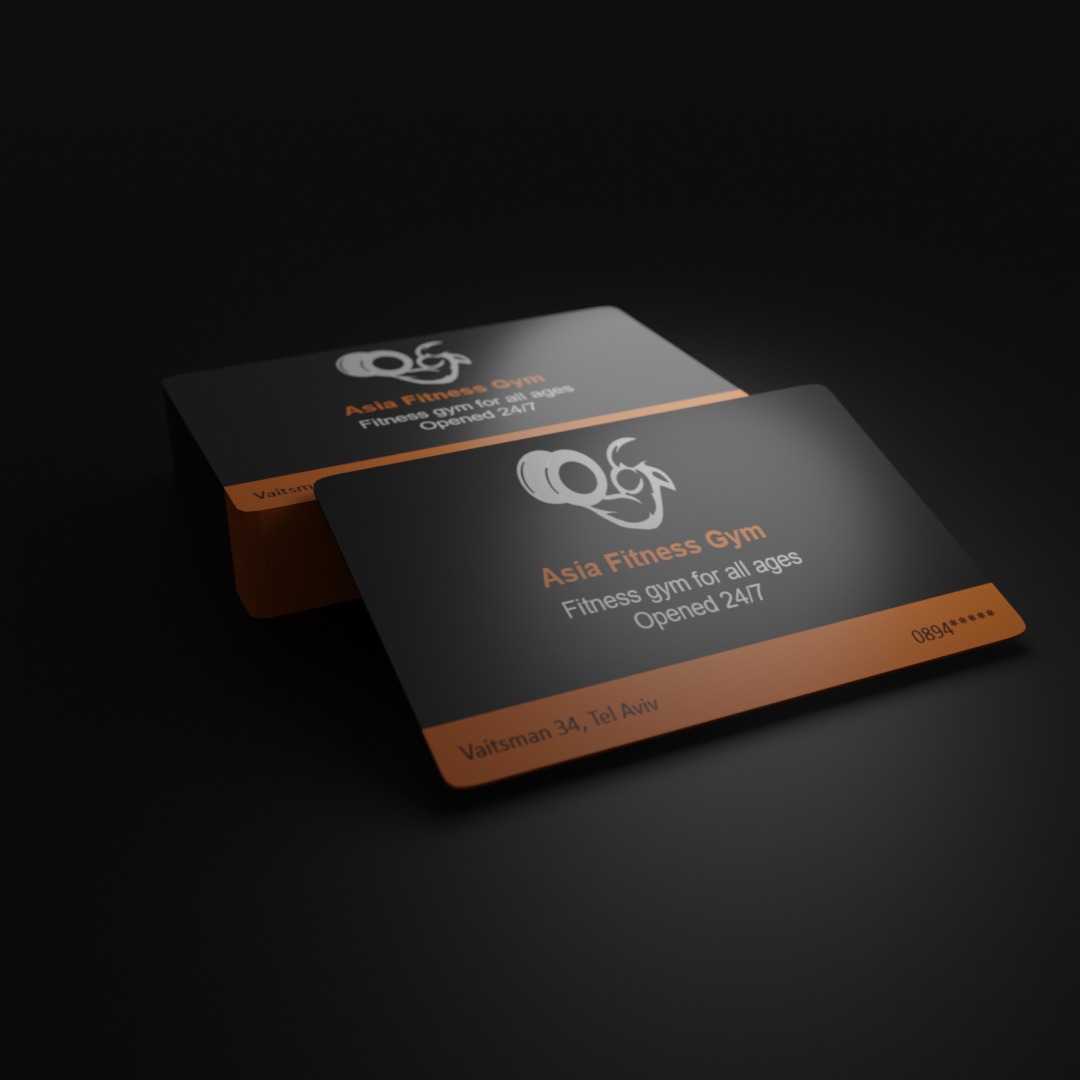 Asia Fitness Gym
Fitness gym for all ages
Opened 24/7
Vaitsm
Asia Fitness Gym
Fitness gym for all ages
Opened 24/7
0894*****
Vaitsman 34, Tel Aviv